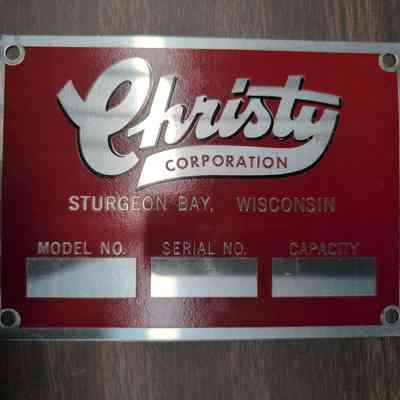 Christy
CORPORATION
STURGEON BAY, WISCONSIN
MODEL NO. SERIAL NO. CAPACITY